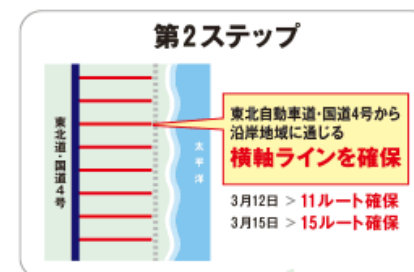 第2ステップ
東北道・国道4号
太平洋
東北自動車道・国道4号から
沿岸地域に通じる
横軸ラインを確保
3月12日 > 11ルート確保
3月15日 > 15ルート確保